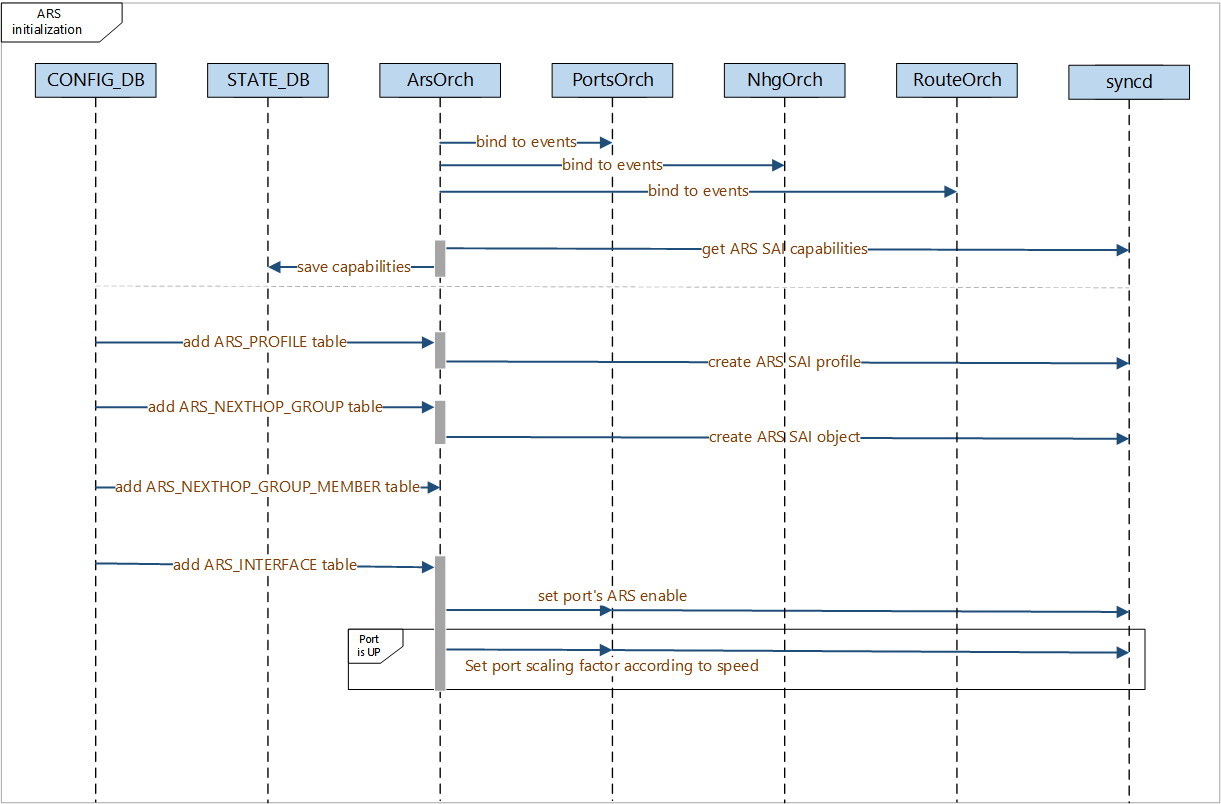 ARS
initialization
CONFIG_DB
STATE_DB
ArsOrch
PortsOrch
NhgOrch
RouteOrch
syncd
bind to events
bind to events
bind to events
get ARS SAI capabilities
save capabilities
add ARS_PROFILE table
create ARS SAI profile
add ARS_NEXTHOP_GROUP table
create ARS SAI object
add ARS_NEXTHOP_GROUP_MEMBER table
add ARS_INTERFACE table
set port's ARS enable
Port
is UP
Set port scaling factor according to speed